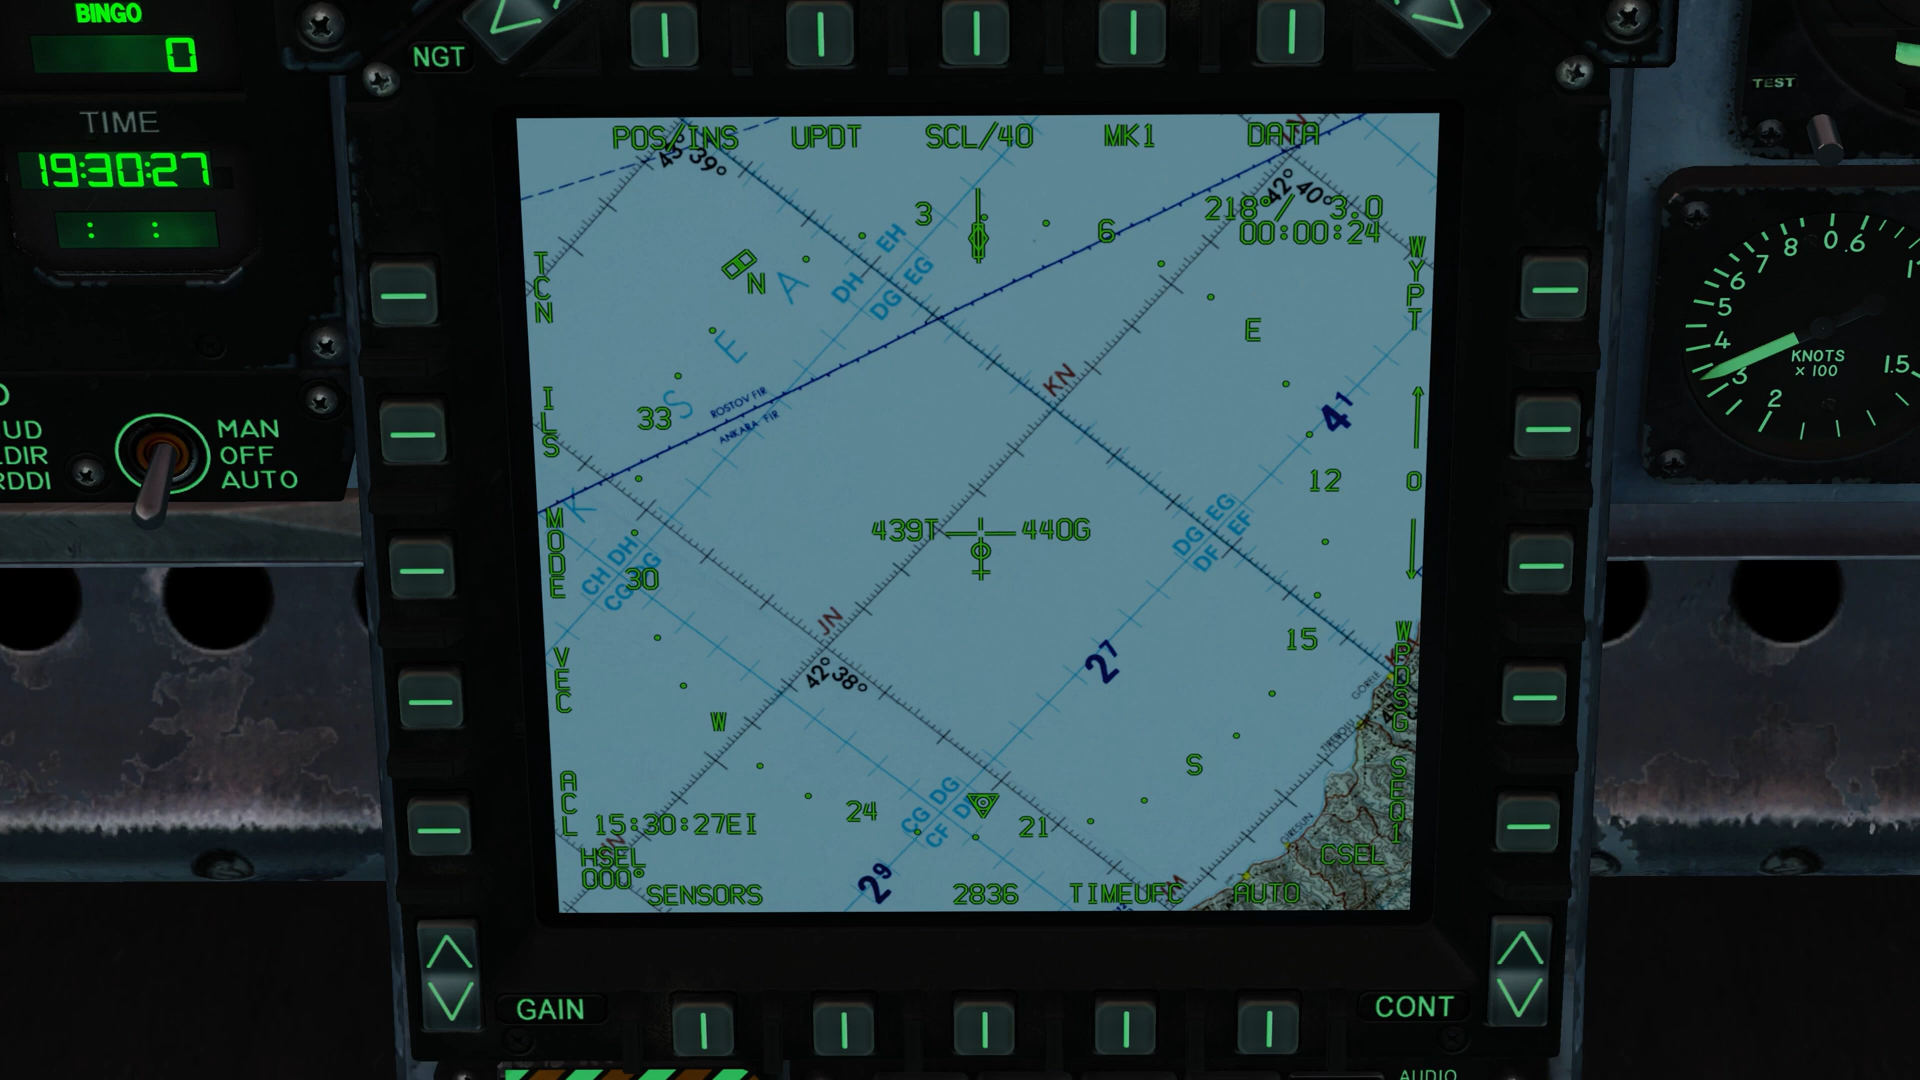 BINGO
0
TIME
19:30:27
: :
UD
DIR
RDDI
MAN
OFF
AUTO
NGT
POS/INS
UPDT
SCL/40
MK1
DATA
39°
42°
40°
218°/ 3.0
00:00:24
3
6
N
E
33
12
30
15
W
S
24
21
TCN
ILS
MODE
VEC
ACL
WYPT
0
WPDSG
SEQ1
DH EH
DG EG
S E A
K
ROSTOV FIR
ANKARA FIR
KN
4¹
439T
440G
DG EG
DF EF
CH DH
JN
42°
38°
2⁷
GORELE
TIREBOLU
GIRESUN
CG DG
CF
2⁹
15:30:27EI
HSEL
000°
SENSORS
2836
TIMEUFC
AUTO
CSEL
GAIN
CONT
AUDIO
TEST
0.6
8
7
6
5
4
3
2
1.5
KNOTS
x 100